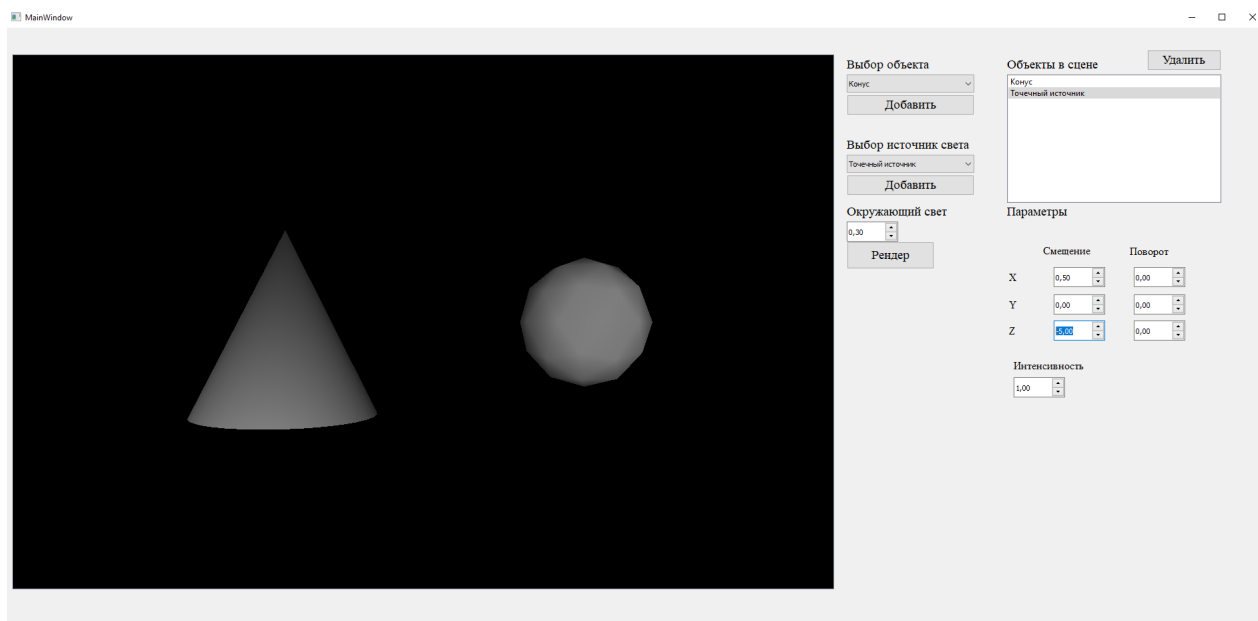 MainWindow
Выбор объекта
Конус
Добавить
Выбор источник света
Точечный источник
Добавить
Окружающий свет
0,30
Рендер
Объекты в сцене
Удалить
Конус
Точечный источник
Параметры
Смещение Поворот
X 0,50 0,00
Y 0,00 0,00
Z -5,00 0,00
Интенсивность
1,00